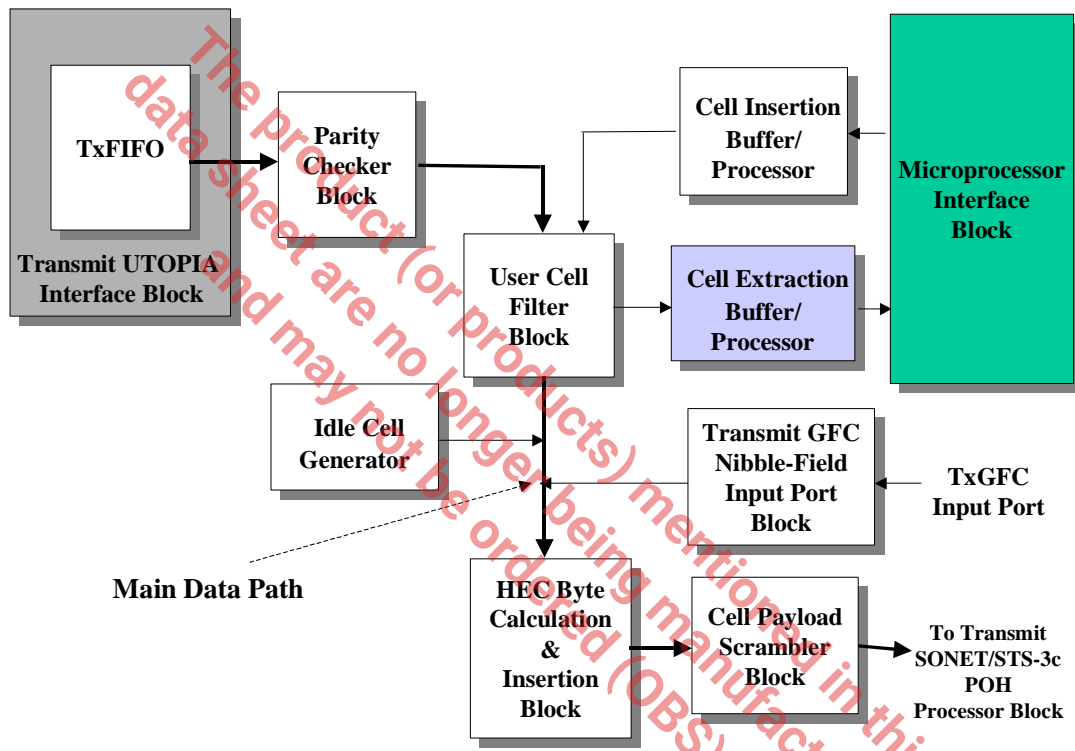 TxFIFO
Transmit UTOPIA
Interface Block
Parity
Checker
Block
Cell Insertion
Buffer/
Processor
Microprocessor
Interface
Block
User Cell
Filter
Block
Cell Extraction
Buffer/
Processor
Idle Cell
Generator
Transmit GFC
Nibble-Field
Input Port
Block
TxGFC
Input Port
Main Data Path
HEC Byte
Calculation
&
Insertion
Block
Cell Payload
Scrambler
Block
To Transmit
SONET/STS-3c
POH
Processor Block
The product (or products) mentioned in this
data sheet are no longer being manufact
and may not be ordered (OBS)